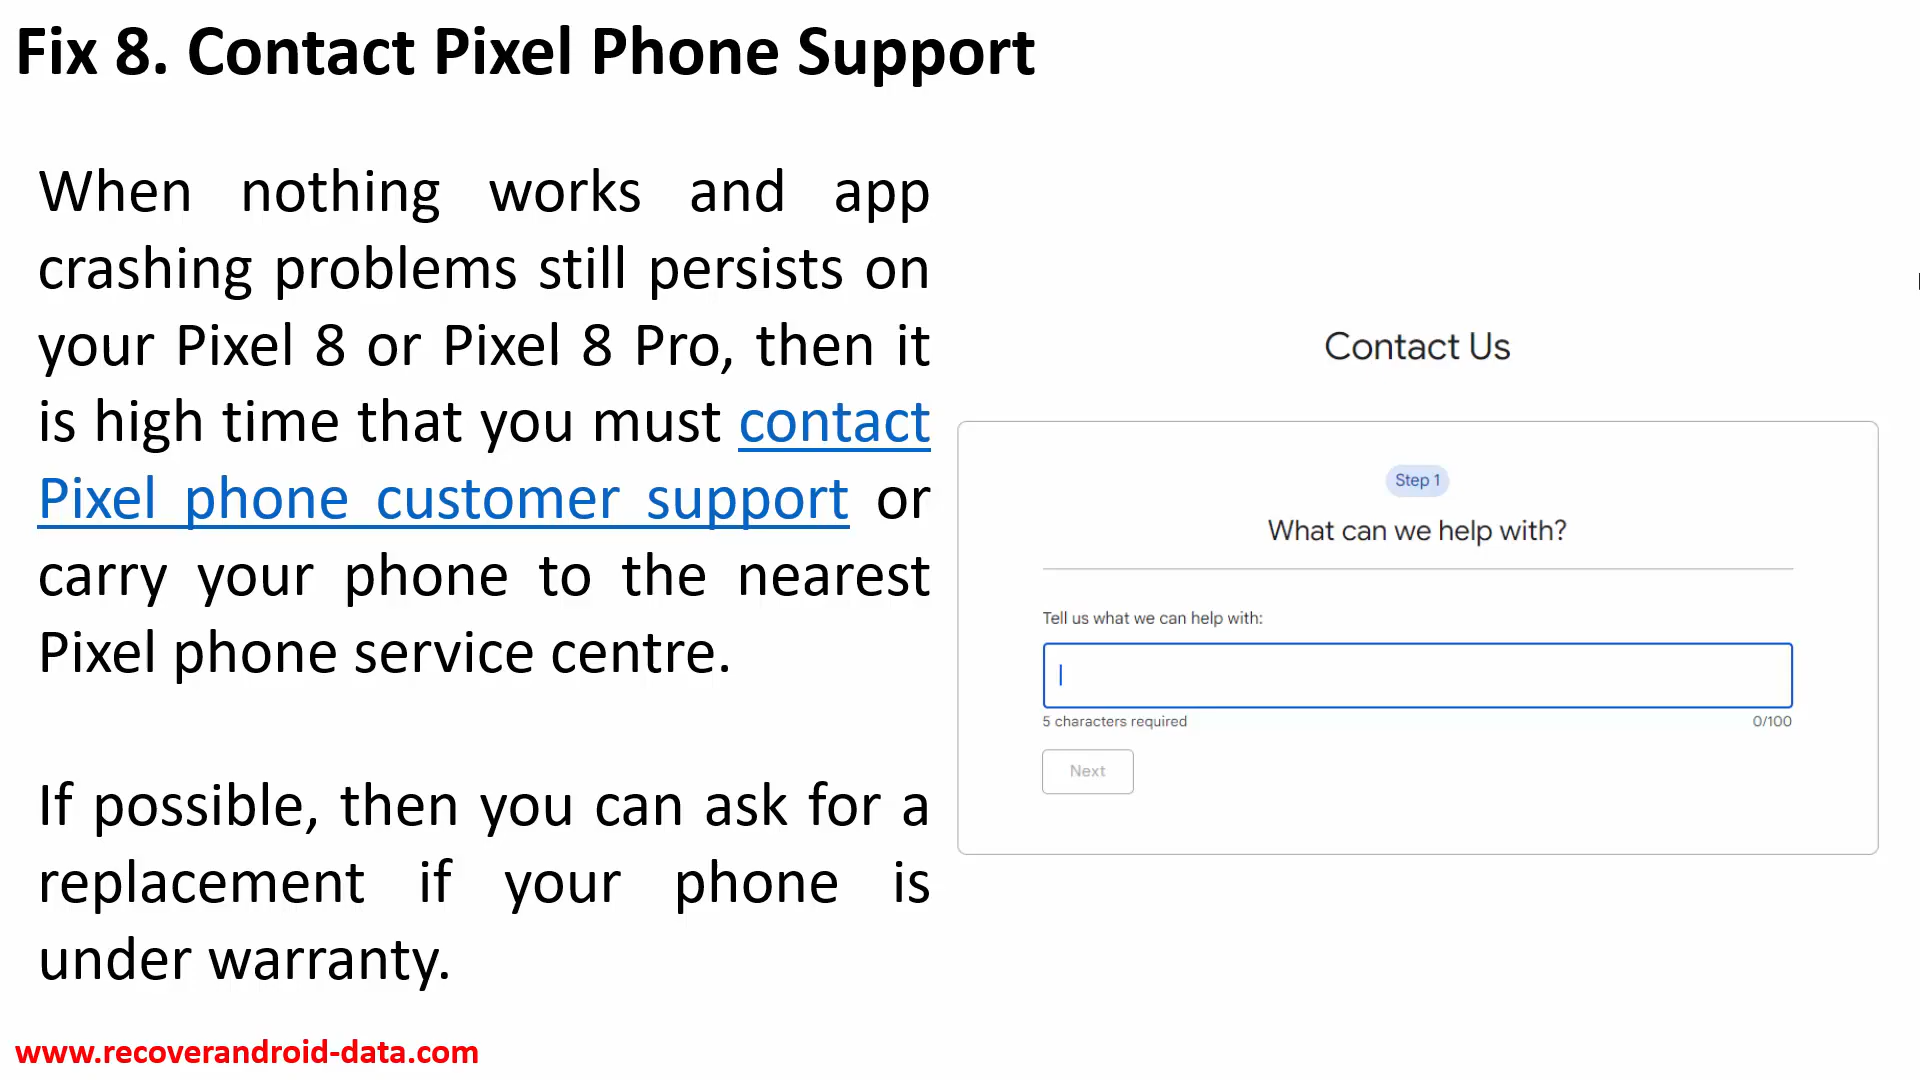 Fix 8. Contact Pixel Phone Support
When nothing works and app
crashing problems still persists on
your Pixel 8 or Pixel 8 Pro, then it
is high time that you must contact
Pixel phone customer support or
carry your phone to the nearest
Pixel phone service centre.
If possible, then you can ask for a
replacement if your phone is
under warranty.
www.recoverandroid-data.com
Contact Us
Step 1
What can we help with?
Tell us what we can help with:
5 characters required 0/100
Next